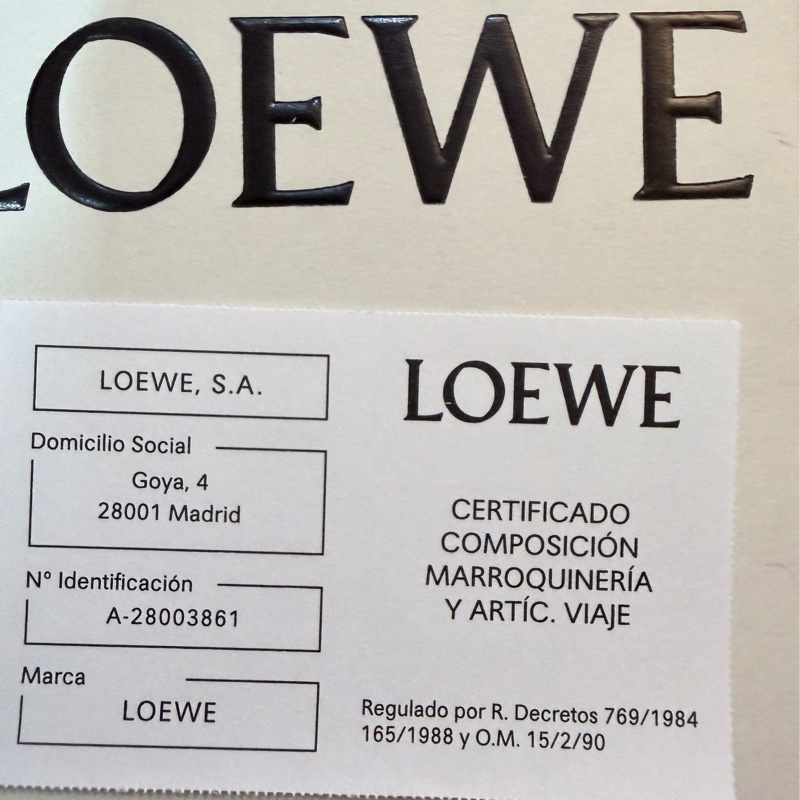 LOEWE
LOEWE, S.A.
Domicilio Social
Goya, 4
28001 Madrid
Nº Identificación
A-28003861
Marca
LOEWE
LOEWE
CERTIFICADO
COMPOSICIÓN
MARROQUINERÍA
Y ARTÍC. VIAJE
Regulado por R. Decretos 769/1984
165/1988 y O.M. 15/2/90